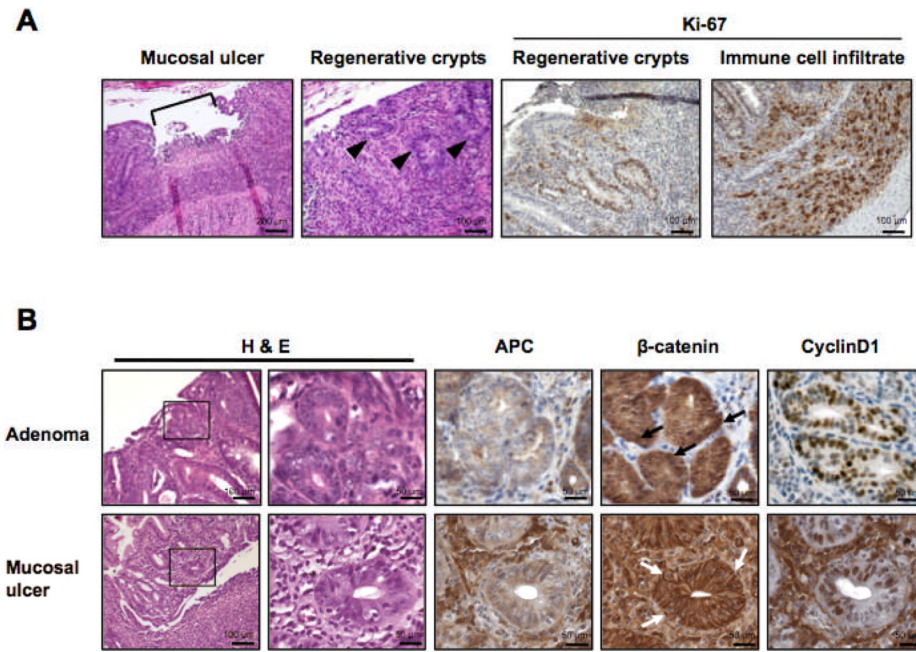 A
Ki-67
Mucosal ulcer Regenerative crypts Regenerative crypts Immune cell infiltrate
200 µm 100 µm 100 µm 100 µm
B
H & E APC β-catenin CyclinD1
Adenoma
100 µm 50 µm 50 µm 50 µm 50 µm
Mucosal
ulcer
100 µm 50 µm 50 µm 50 µm 50 µm